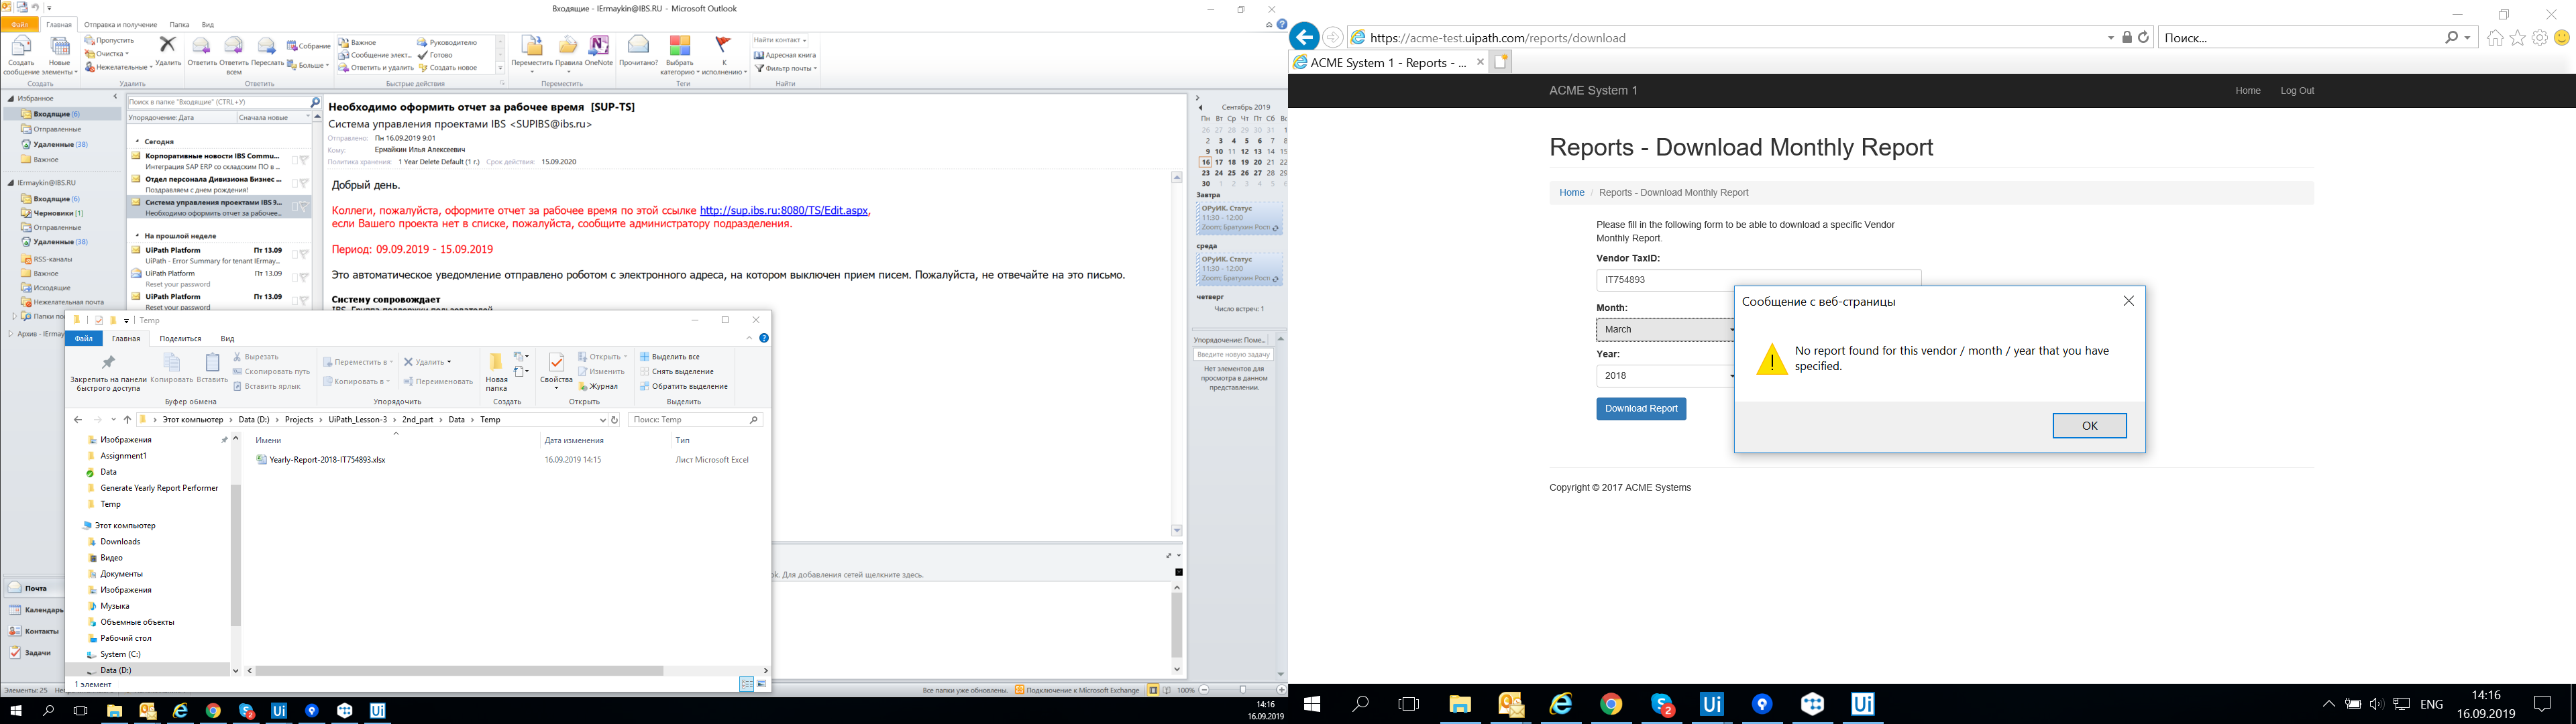 Входящие - IErmaykin@IBS.RU - Microsoft Outlook
Файл Главная Отправка и получение Папка Вид
Создать сообщение
Новые элементы
Создать
Пропустить
Очистка
Нежелательные
Удалить
Удалить
Ответить
Ответить всем
Переслать
Собрание
Больше
Ответить
Важное
Сообщение элект...
Ответить и удалить
Руководителю
Готово
Создать новое
Быстрые действия
Переместить
Правила
OneNote
Переместить
Прочитано?
Выбрать категорию
К исполнению
Теги
Найти контакт
Адресная книга
Фильтр почты
Найти
Избранное
Входящие (6)
Отправленные
Удаленные (38)
Важное
IErmaykin@IBS.RU
Входящие (6)
Черновики [1]
Отправленные
Удаленные (38)
RSS-каналы
Важное
Исходящие
Нежелательная почта
Папки по
Архив - IErmay
Почта
Календарь
Контакты
Задачи
Поиск в папке "Входящие" (CTRL+У)
Упорядочение: Дата Сначала новые
Сегодня
Корпоративные новости IBS Commu...
Интеграция SAP ERP со складским ПО в ...
Отдел персонала Дивизиона Бизнес ...
Поздравляем с днем рождения!
Система управления проектами IBS 9...
Необходимо оформить отчет за рабочее...
На прошлой неделе
UiPath Platform Пт 13.09
UiPath - Error Summary for tenant IErmay...
UiPath Platform Пт 13.09
Reset your password
UiPath Platform Пт 13.09
Reset your password
Необходимо оформить отчет за рабочее время [SUP-TS]
Система управления проектами IBS <SUPIBS@ibs.ru>
Отправлено: Пн 16.09.2019 9:01
Кому: Ермайкин Илья Алексеевич
Политика хранения: 1 Year Delete Default (1 г.) Срок действия: 15.09.2020
Добрый день.
Коллеги, пожалуйста, оформите отчет за рабочее время по этой ссылке http://sup.ibs.ru:8080/TS/Edit.aspx,
если Вашего проекта нет в списке, пожалуйста, сообщите администратору подразделения.
Период: 09.09.2019 - 15.09.2019
Это автоматическое уведомление отправлено роботом с электронного адреса, на котором выключен прием писем. Пожалуйста, не отвечайте на это письмо.
Систему сопровождает
IBS, Группа поддержки пользователей
ok. Для добавления сетей щелкните здесь.
Сентябрь 2019
Пн Вт Ср Чт Пт Сб Вс
26 27 28 29 30 31 1
2 3 4 5 6 7 8
9 10 11 12 13 14 15
16 17 18 19 20 21 22
23 24 25 26 27 28 29
30 1 2 3 4 5 6
Завтра
ОРуИК. Статус
11:30 - 12:00
Zoom; Братухин Рост
среда
ОРуИК. Статус
11:30 - 12:00
Zoom; Братухин Рост
четверг
Число встреч: 1
Упорядочение: Поме...
Введите новую задачу
Нет элементов для
просмотра в данном
представлении.
Temp
Файл Главная Поделиться Вид
Закрепить на панели быстрого доступа
Копировать
Вставить
Вырезать
Скопировать путь
Вставить ярлык
Буфер обмена
Переместить в
Копировать в
Удалить
Переименовать
Упорядочить
Новая папка
Создать
Свойства
Открыть
Изменить
Журнал
Открыть
Выделить все
Снять выделение
Обратить выделение
Выделить
Этот компьютер > Data (D:) > Projects > UiPath_Lesson-3 > 2nd_part > Data > Temp
Поиск: Temp
Изображения
Assignment1
Data
Generate Yearly Report Performer
Temp
Этот компьютер
Downloads
Видео
Документы
Изображения
Музыка
Объемные объекты
Рабочий стол
System (C:)
Data (D:)
Имени Дата изменения Тип
Yearly-Report-2018-IT754893.xlsx 16.09.2019 14:15 Лист Microsoft Excel
1 элемент
Элементы: 25
Все папки уже обновлены. Подключение к Microsoft Exchange 100%
2
14:16
16.09.2019
https://acme-test.uipath.com/reports/download
Поиск...
ACME System 1 - Reports - ...
ACME System 1 Home Log Out
Reports - Download Monthly Report
Home / Reports - Download Monthly Report
Please fill in the following form to be able to download a specific Vendor
Monthly Report.
Vendor TaxID:
IT754893
Month:
March
Year:
2018
Download Report
Сообщение с веб-страницы
No report found for this vendor / month / year that you have
specified.
OK
Copyright © 2017 ACME Systems
2
ENG
14:16
16.09.2019